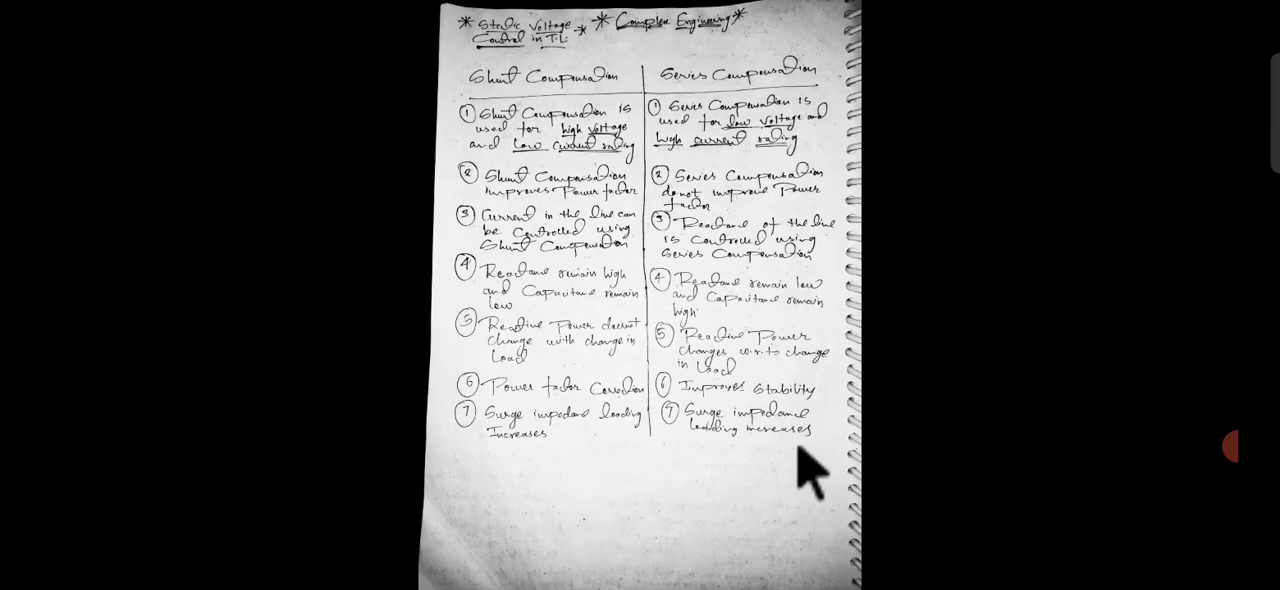 * Static Voltage * * Complex Engineering *
Control in T.L:
Shunt Compensation
① Shunt Compensation is
used for high voltage
and Low current rating
② Shunt Compensation
improves Power factor
③ Current in the line can
be Controlled using
Shunt Compensation
④ Reactance remain high
and Capacitance remain
low
⑤ Reactive Power doesnot
change with change in
Load
⑥ Power factor Correction
⑦ Surge impedance loading
Increases
Series Compensation
① Series Compensation is
used for low voltage and
high current rating
② Series Compensation
do not improve Power
factor
③ Reactance of the line
is Controlled using
Series Compensation
④ Reactance remain low
and Capacitance remain
high.
⑤ Reactive Power
changes w.r.to change
in Load
⑥ Improves Stability
⑦ Surge impedance
loading increases